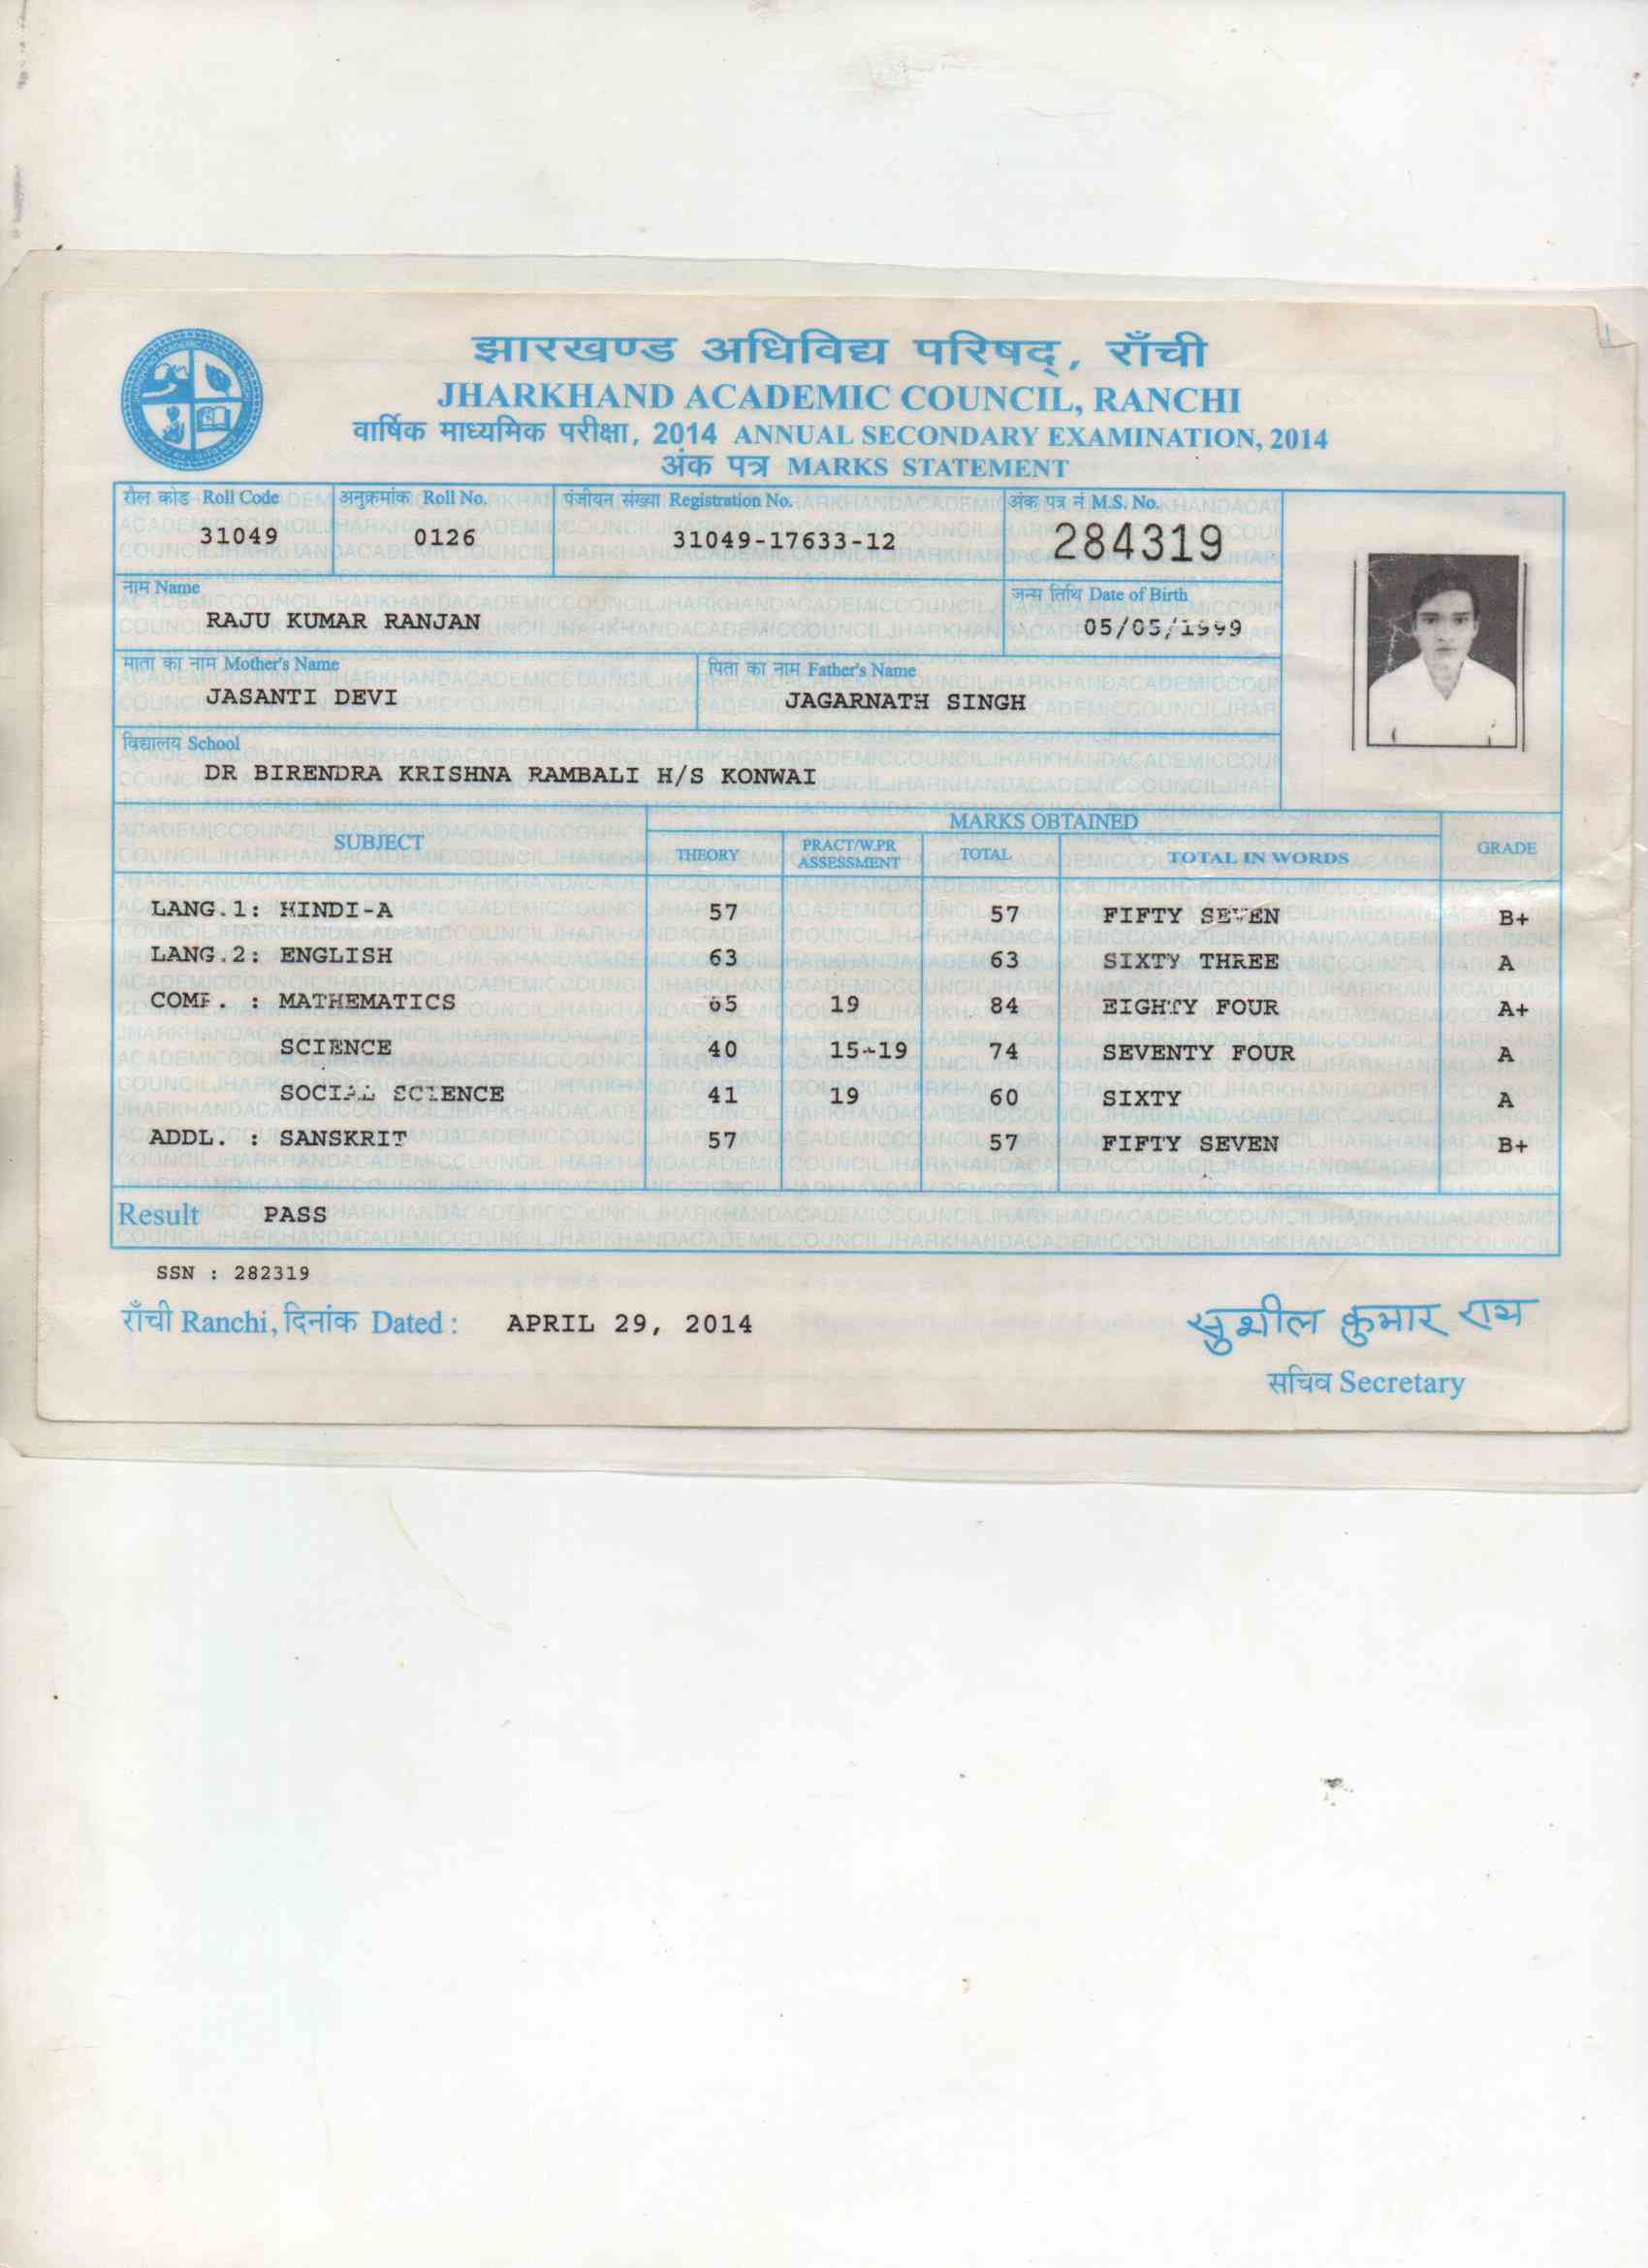 झारखण्ड अधिविद्य परिषद्, राँची
JHARKHAND ACADEMIC COUNCIL, RANCHI
वार्षिक माध्यमिक परीक्षा, 2014 ANNUAL SECONDARY EXAMINATION, 2014
अंक पत्र MARKS STATEMENT
रौल कोड Roll Code अनुक्रमांक Roll No. पंजीयन संख्या Registration No. अंक पत्र नं M.S. No.
31049 0126 31049-17633-12 284319
नाम Name जन्म तिथि Date of Birth
RAJU KUMAR RANJAN 05/05/1999
माता का नाम Mother's Name पिता का नाम Father's Name
JASANTI DEVI JAGARNATH SINGH
विद्यालय School
DR BIRENDRA KRISHNA RAMBALI H/S KONWAI
MARKS OBTAINED
SUBJECT THEORY PRACT/W.PR ASSESSMENT TOTAL TOTAL IN WORDS GRADE
LANG.1: HINDI-A 57 57 FIFTY SEVEN B+
LANG.2: ENGLISH 63 63 SIXTY THREE A
COMP. : MATHEMATICS 65 19 84 EIGHTY FOUR A+
SCIENCE 40 15+19 74 SEVENTY FOUR A
SOCIAL SCIENCE 41 19 60 SIXTY A
ADDL. : SANSKRIT 57 57 FIFTY SEVEN B+
Result PASS
SSN : 282319
राँची Ranchi, दिनांक Dated : APRIL 29, 2014
सुशील कुमार राय
सचिव Secretary